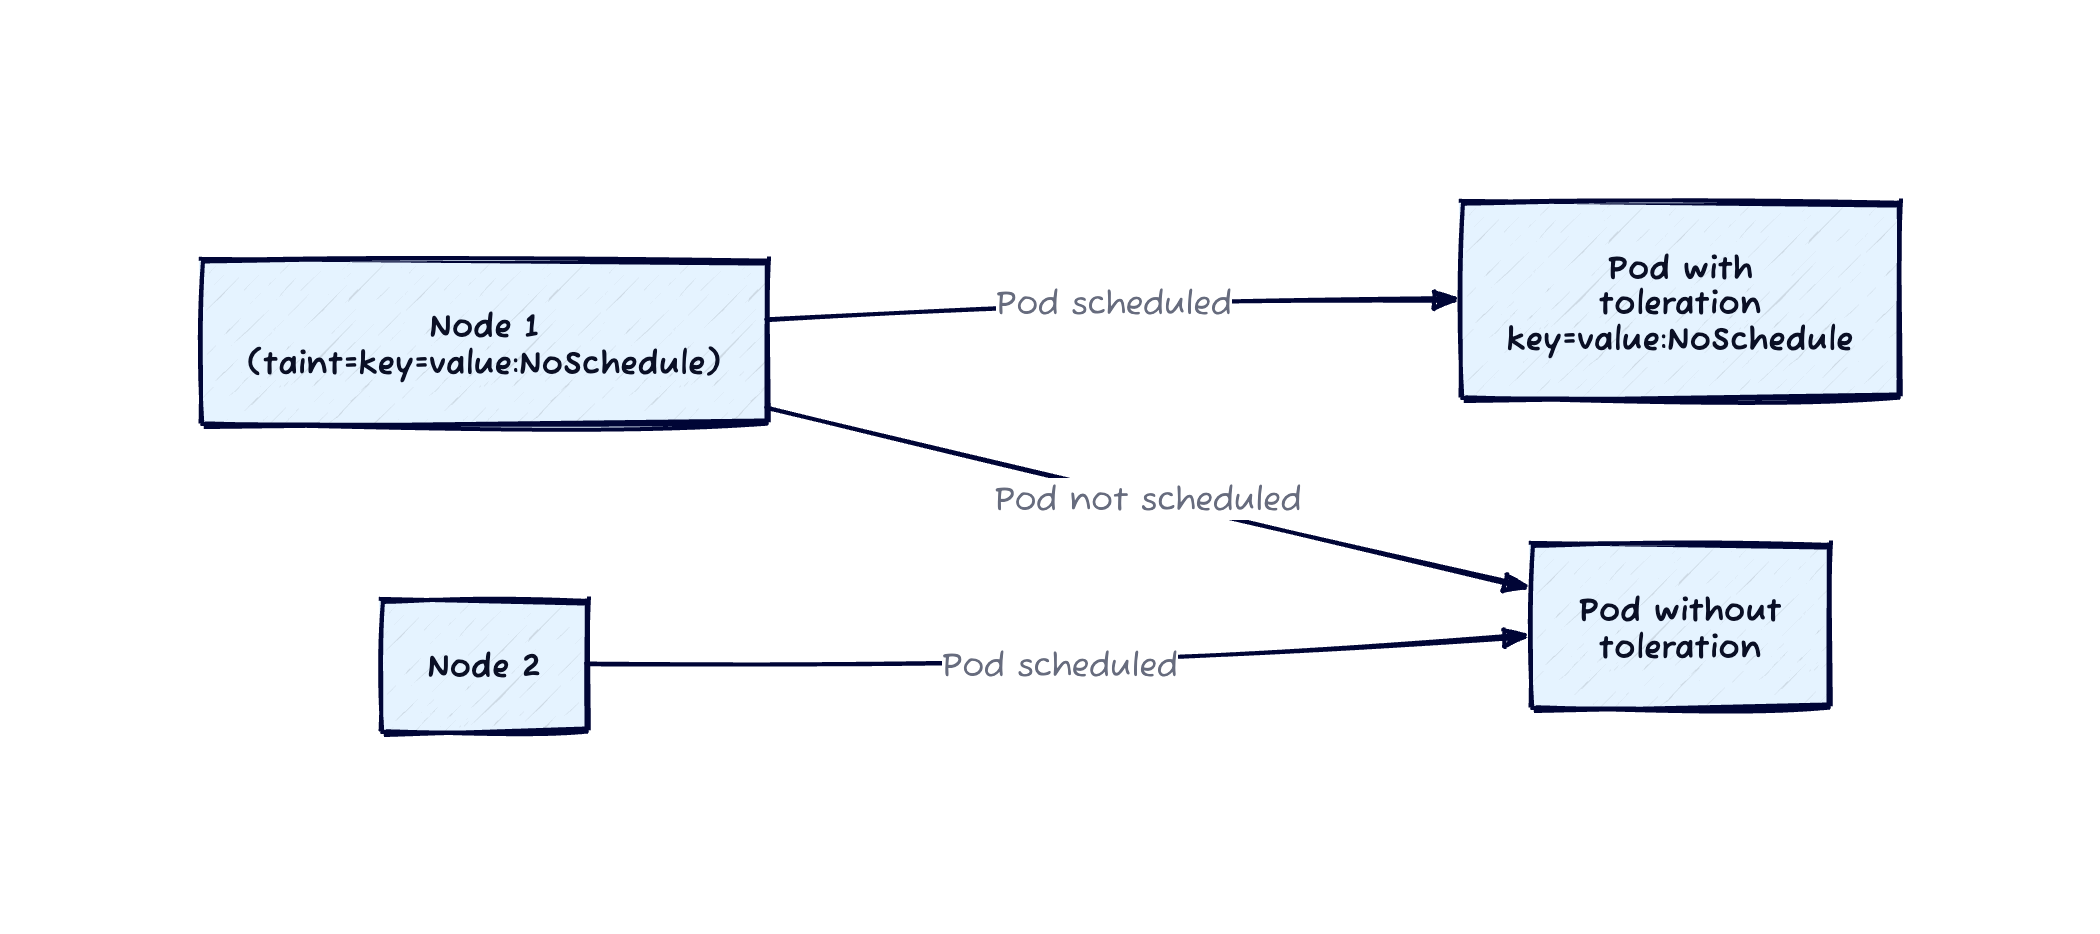 Node 1
(taint=key=value:NoSchedule)
Pod scheduled
Pod with
toleration
key=value:NoSchedule
Pod not scheduled
Node 2
Pod scheduled
Pod without
toleration